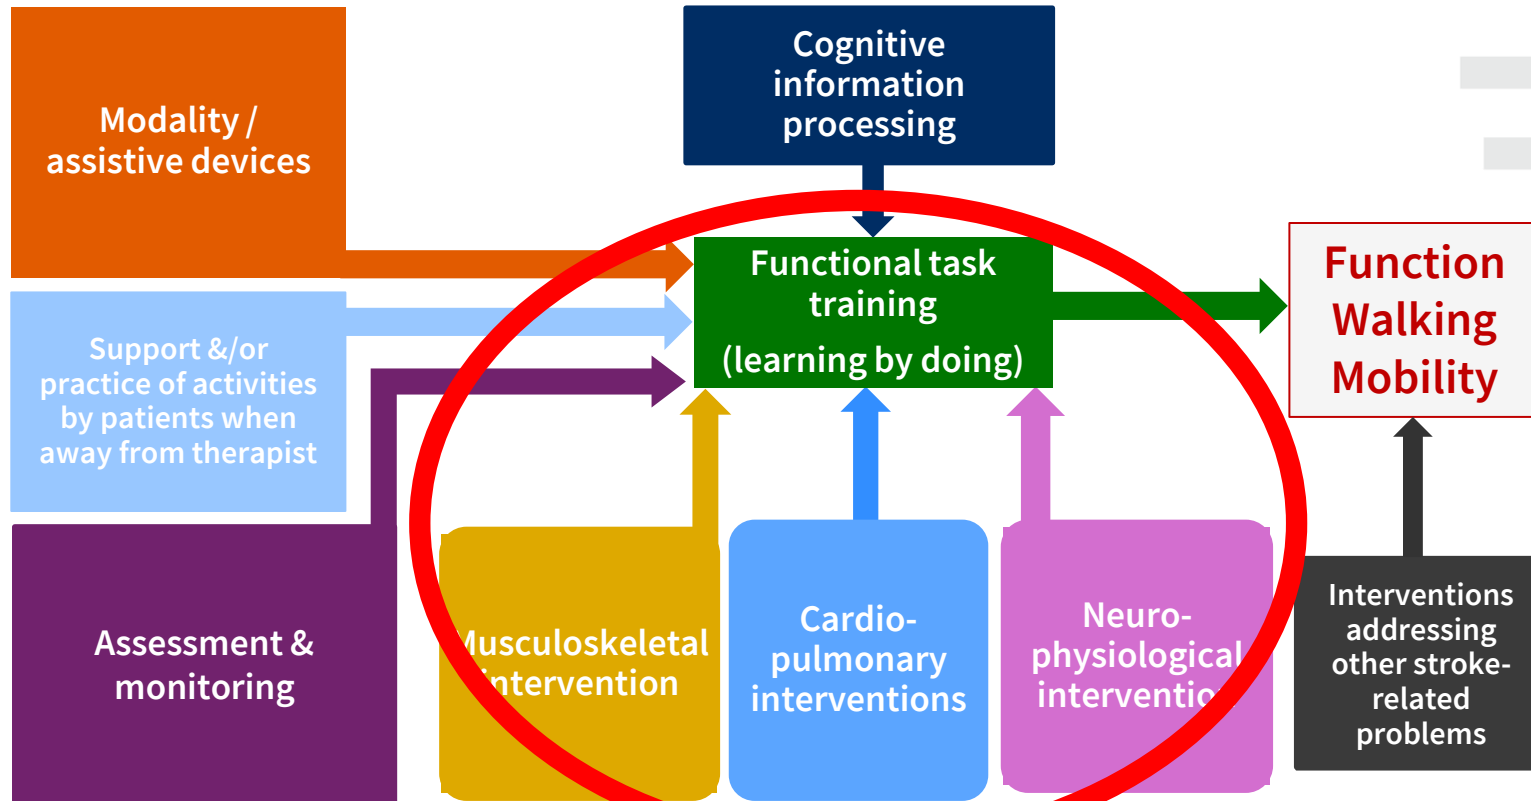 Modality /
assistive devices
Cognitive
information
processing
Functional task
training
(learning by doing)
Function
Walking
Mobility
Support &/or
practice of activities
by patients when
away from therapist
Assessment &
monitoring
Musculoskeletal
intervention
Cardio-
pulmonary
interventions
Neuro-
physiological
intervention
Interventions
addressing
other stroke-
related
problems